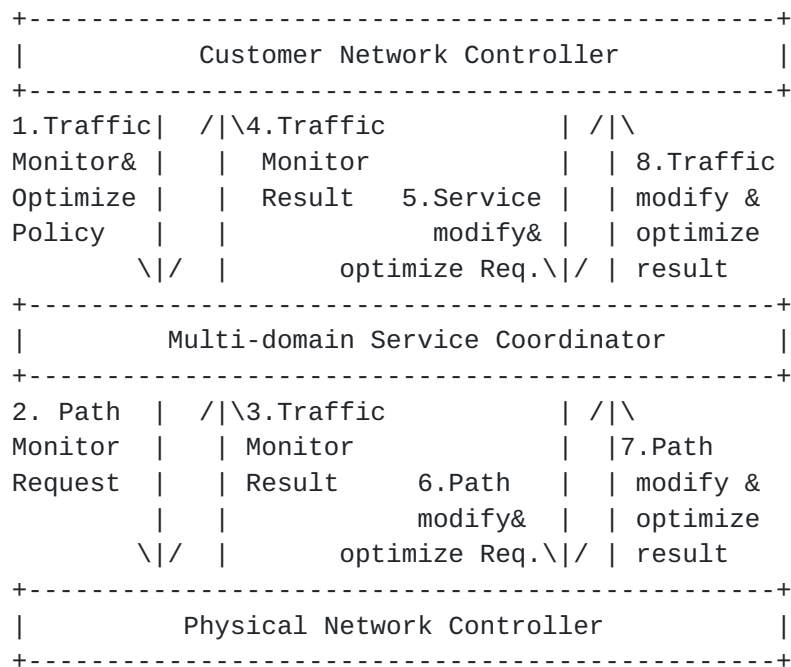 +------------------------------------------------+
|           Customer Network Controller          |
+------------------------------------------------+
1.Traffic|  /|\4.Traffic           | /|\
Monitor& |   |  Monitor            |  | 8.Traffic
Optimize |   |  Result   5.Service |  | modify &
Policy   |   |             modify& |  | optimize
        \|/  |       optimize Req.\|/ | result
+------------------------------------------------+
|         Multi-domain Service Coordinator       |
+------------------------------------------------+
2. Path  |  /|\3.Traffic           | /|\
Monitor  |   | Monitor             |  |7.Path
Request  |   | Result     6.Path   |  | modify &
         |   |            modify&  |  | optimize
        \|/  |       optimize Req.\|/ | result
+------------------------------------------------+
|          Physical Network Controller           |
+------------------------------------------------+